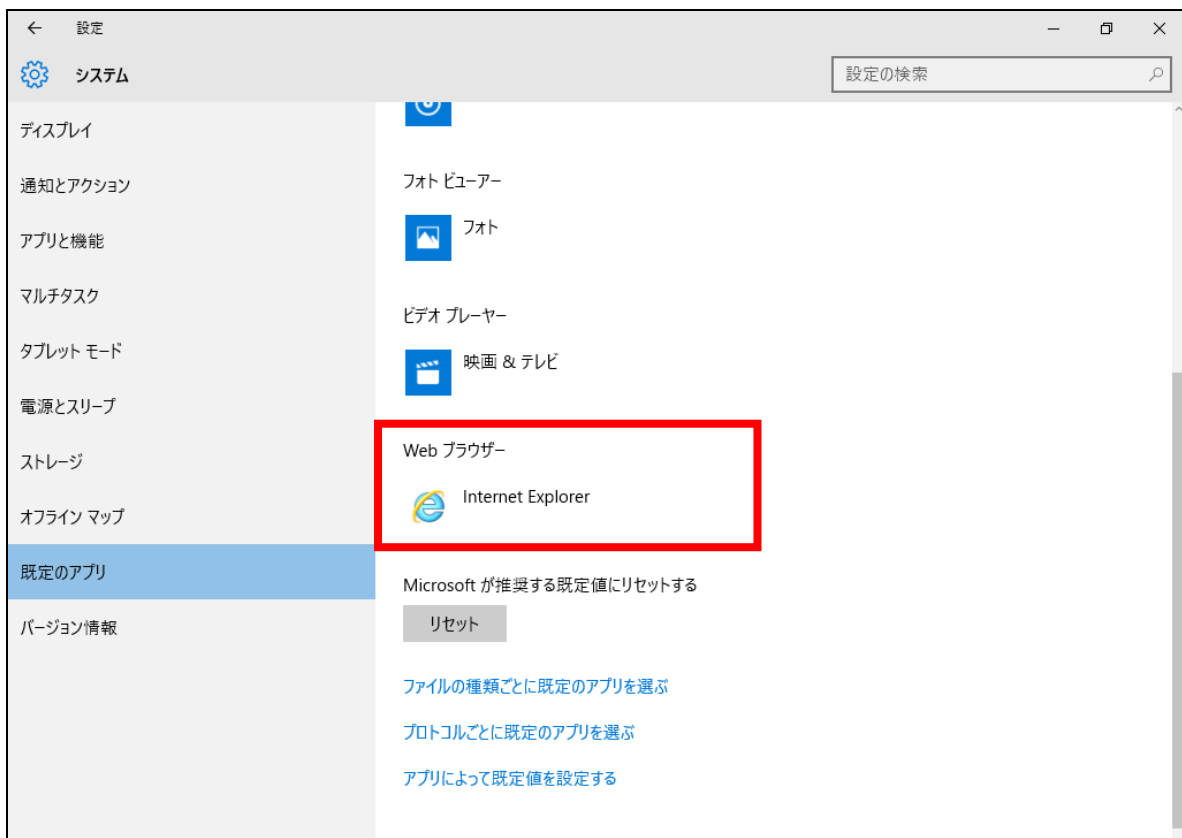 設定
システム
設定の検索
ディスプレイ
通知とアクション
アプリと機能
マルチタスク
タブレット モード
電源とスリープ
ストレージ
オフライン マップ
既定のアプリ
バージョン情報
フォト ビューアー
フォト
ビデオ プレーヤー
映画 & テレビ
Web ブラウザー
Internet Explorer
Microsoft が推奨する既定値にリセットする
リセット
ファイルの種類ごとに既定のアプリを選ぶ
プロトコルごとに既定のアプリを選ぶ
アプリによって既定値を設定する